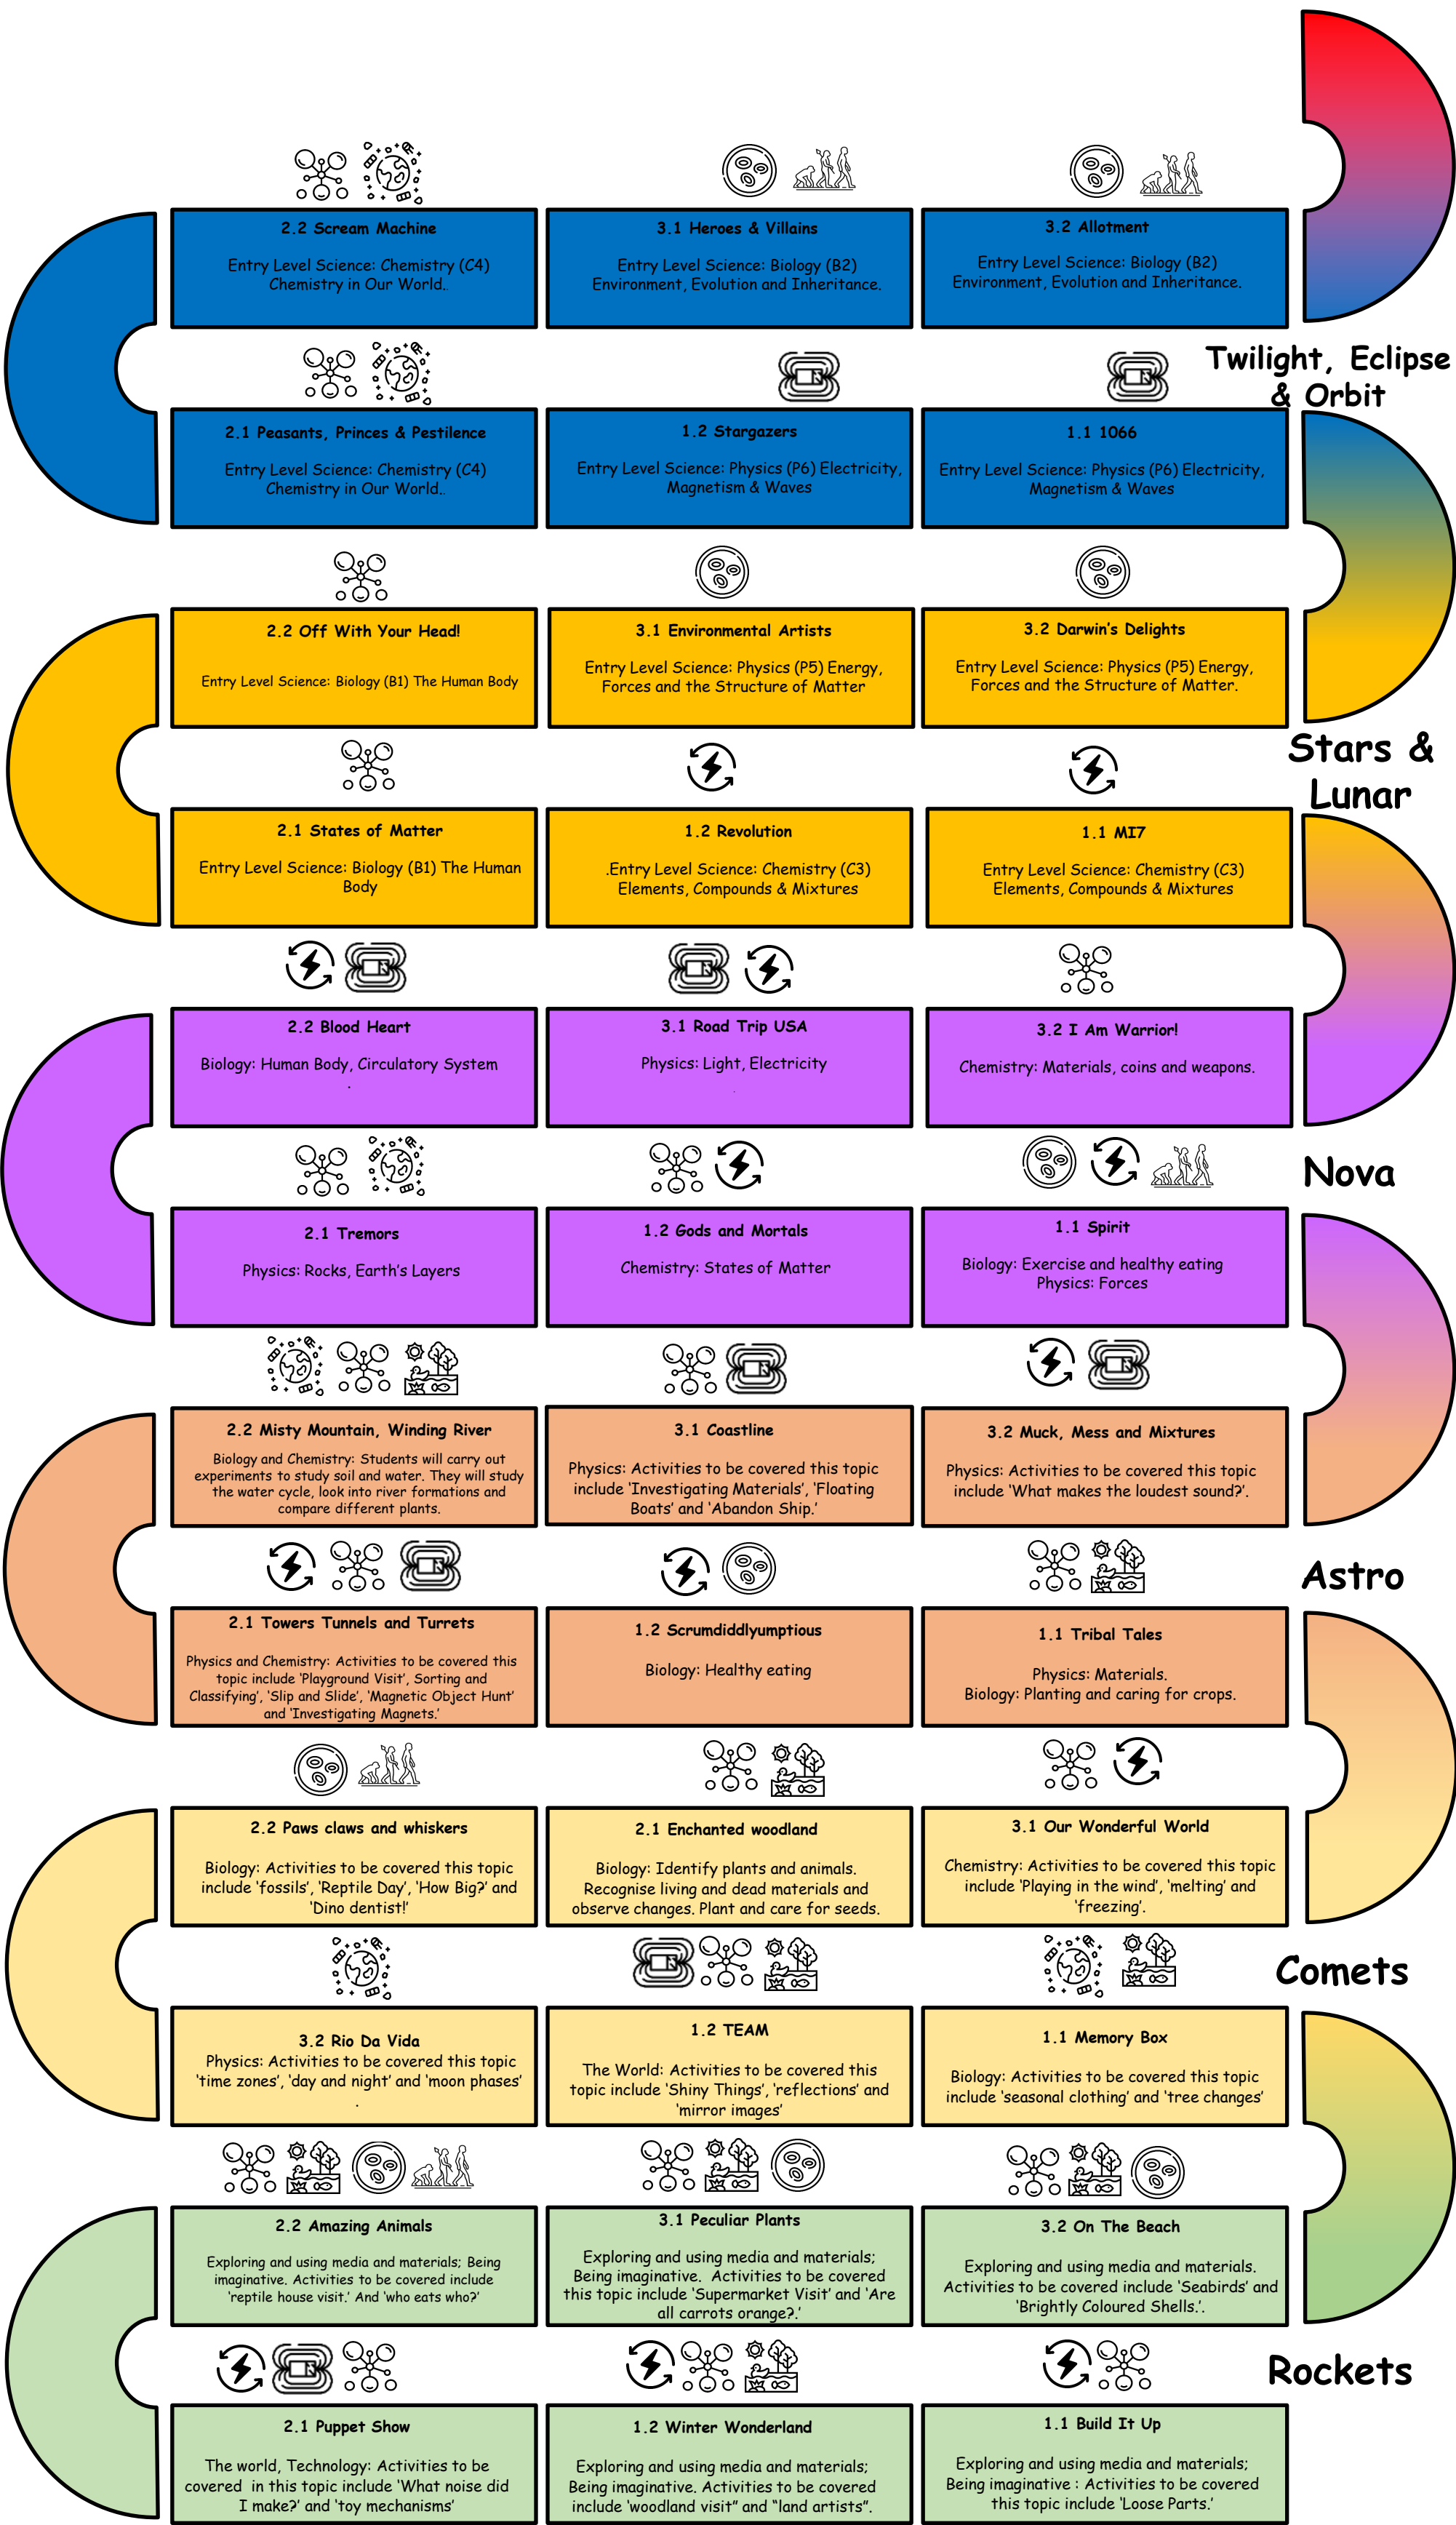 2.2 Scream Machine
Entry Level Science: Chemistry (C4)
Chemistry in Our World..
3.1 Heroes & Villains
Entry Level Science: Biology (B2)
Environment, Evolution and Inheritance.
3.2 Allotment
Entry Level Science: Biology (B2)
Environment, Evolution and Inheritance.
Twilight, Eclipse
& Orbit
2.1 Peasants, Princes & Pestilence
Entry Level Science: Chemistry (C4)
Chemistry in Our World..
1.2 Stargazers
Entry Level Science: Physics (P6) Electricity,
Magnetism & Waves
1.1 1066
Entry Level Science: Physics (P6) Electricity,
Magnetism & Waves
2.2 Off With Your Head!
Entry Level Science: Biology (B1) The Human Body
3.1 Environmental Artists
Entry Level Science: Physics (P5) Energy,
Forces and the Structure of Matter
3.2 Darwin's Delights
Entry Level Science: Physics (P5) Energy,
Forces and the Structure of Matter.
Stars &
Lunar
2.1 States of Matter
Entry Level Science: Biology (B1) The Human
Body
1.2 Revolution
.Entry Level Science: Chemistry (C3)
Elements, Compounds & Mixtures
1.1 MI7
Entry Level Science: Chemistry (C3)
Elements, Compounds & Mixtures
2.2 Blood Heart
Biology: Human Body, Circulatory System
.
3.1 Road Trip USA
Physics: Light, Electricity
.
3.2 I Am Warrior!
Chemistry: Materials, coins and weapons.
Nova
2.1 Tremors
Physics: Rocks, Earth's Layers
1.2 Gods and Mortals
Chemistry: States of Matter
1.1 Spirit
Biology: Exercise and healthy eating
Physics: Forces
2.2 Misty Mountain, Winding River
Biology and Chemistry: Students will carry out
experiments to study soil and water. They will study
the water cycle, look into river formations and
compare different plants.
3.1 Coastline
Physics: Activities to be covered this topic
include 'Investigating Materials', 'Floating
Boats' and 'Abandon Ship.'
3.2 Muck, Mess and Mixtures
Physics: Activities to be covered this topic
include 'What makes the loudest sound?'.
Astro
2.1 Towers Tunnels and Turrets
Physics and Chemistry: Activities to be covered this
topic include 'Playground Visit', Sorting and
Classifying', 'Slip and Slide', 'Magnetic Object Hunt'
and 'Investigating Magnets.'
1.2 Scrumdiddlyumptious
Biology: Healthy eating
1.1 Tribal Tales
Physics: Materials.
Biology: Planting and caring for crops.
2.2 Paws claws and whiskers
Biology: Activities to be covered this topic
include 'fossils', 'Reptile Day', 'How Big?' and
'Dino dentist!'
2.1 Enchanted woodland
Biology: Identify plants and animals.
Recognise living and dead materials and
observe changes. Plant and care for seeds.
3.1 Our Wonderful World
Chemistry: Activities to be covered this topic
include 'Playing in the wind', 'melting' and
'freezing'.
Comets
3.2 Rio Da Vida
Physics: Activities to be covered this topic
'time zones', 'day and night' and 'moon phases'
.
1.2 TEAM
The World: Activities to be covered this
topic include 'Shiny Things', 'reflections' and
'mirror images'
1.1 Memory Box
Biology: Activities to be covered this topic
include 'seasonal clothing' and 'tree changes'
2.2 Amazing Animals
Exploring and using media and materials; Being
imaginative. Activities to be covered include
'reptile house visit.' And 'who eats who?'
3.1 Peculiar Plants
Exploring and using media and materials;
Being imaginative. Activities to be covered
this topic include 'Supermarket Visit' and 'Are
all carrots orange?.'
3.2 On The Beach
Exploring and using media and materials.
Activities to be covered include 'Seabirds' and
'Brightly Coloured Shells.'.
Rockets
2.1 Puppet Show
The world, Technology: Activities to be
covered in this topic include 'What noise did
I make?' and 'toy mechanisms'
1.2 Winter Wonderland
Exploring and using media and materials;
Being imaginative. Activities to be covered
include 'woodland visit" and "land artists".
1.1 Build It Up
Exploring and using media and materials;
Being imaginative : Activities to be covered
this topic include 'Loose Parts.'